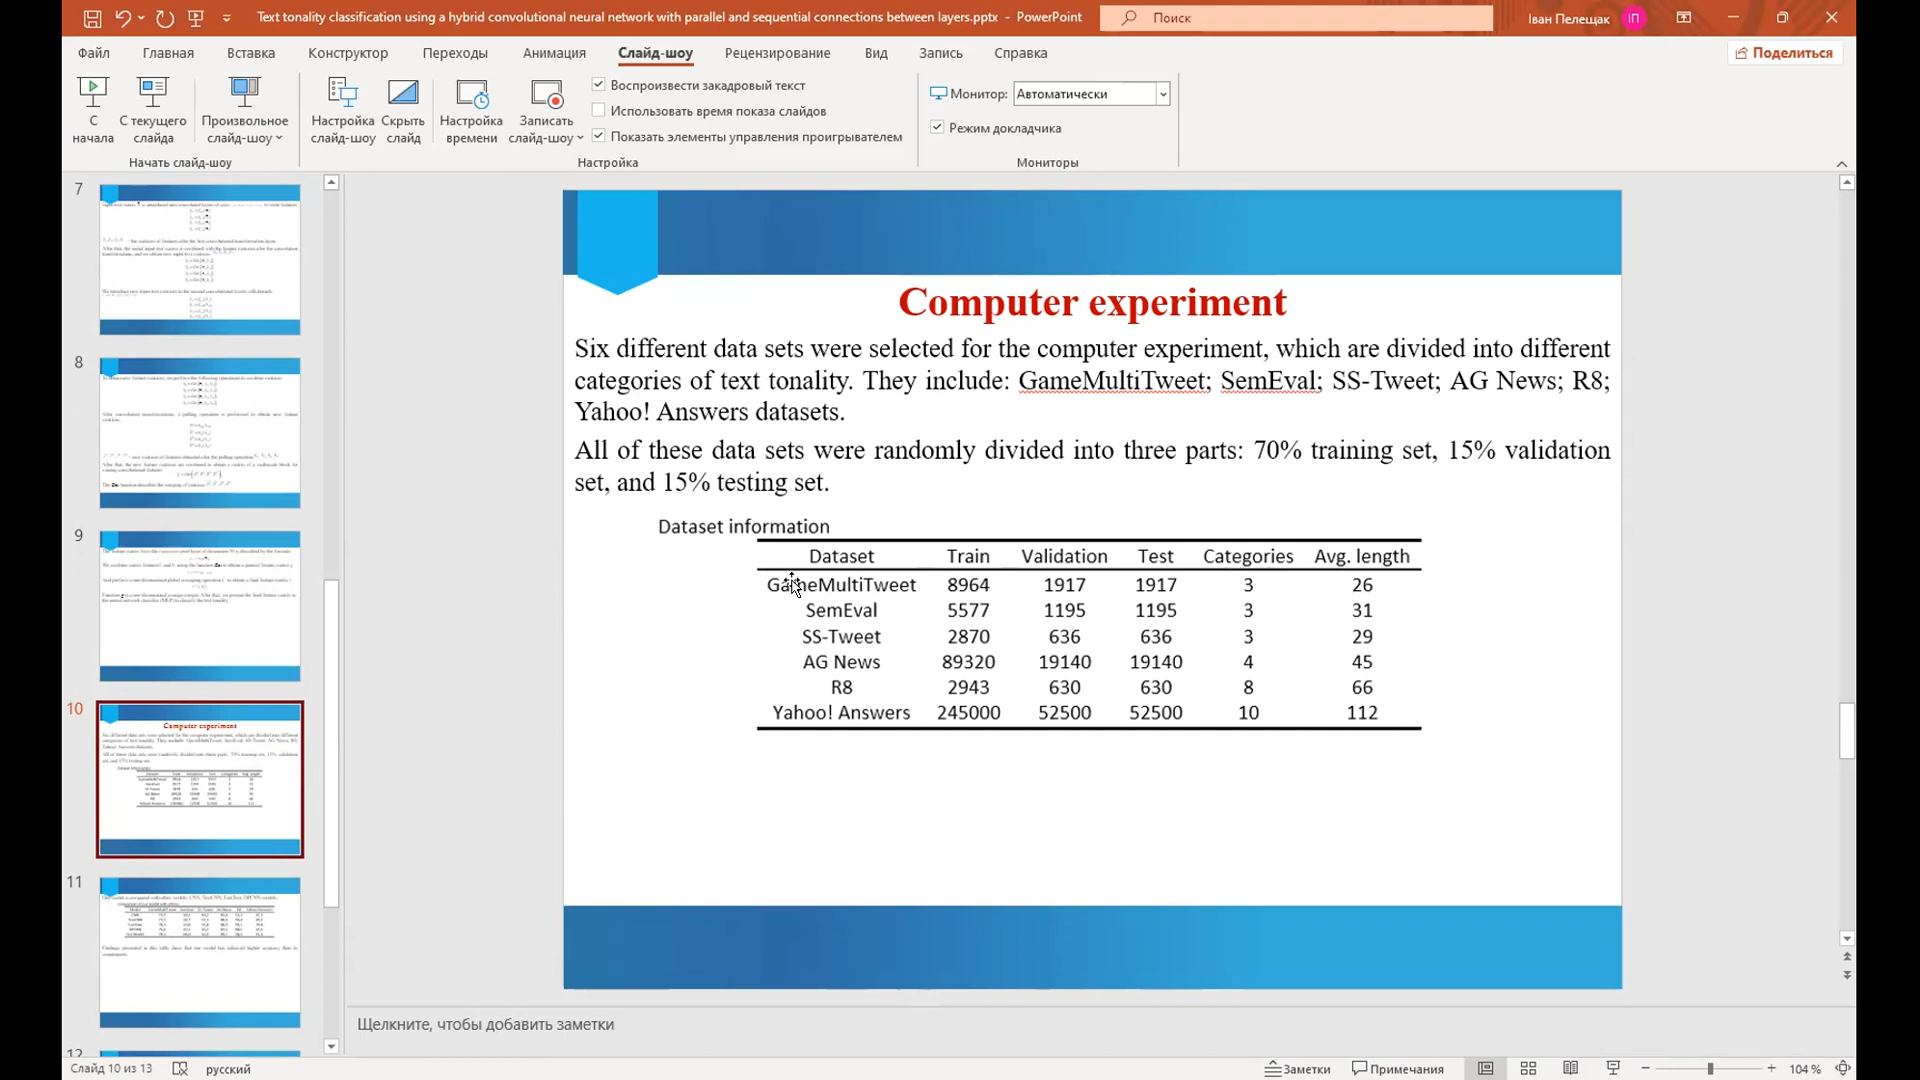 Text tonality classification using a hybrid convolutional neural network with parallel and sequential connections between layers.pptx - PowerPoint
Поиск
Іван Пелещак ІП
Файл Главная Вставка Конструктор Переходы Анимация Слайд-шоу Рецензирование Вид Запись Справка Поделиться
С начала
С текущего слайда
Произвольное слайд-шоу
Начать слайд-шоу
Настройка слайд-шоу
Скрыть слайд
Настройка времени
Записать слайд-шоу
Воспроизвести закадровый текст
Использовать время показа слайдов
Показать элементы управления проигрывателем
Настройка
Монитор: Автоматически
Режим докладчика
Мониторы
7
8
9
10
Computer experiment
11
12
Computer experiment
Six different data sets were selected for the computer experiment, which are divided into different
categories of text tonality. They include: GameMultiTweet; SemEval; SS-Tweet; AG News; R8;
Yahoo! Answers datasets.
All of these data sets were randomly divided into three parts: 70% training set, 15% validation
set, and 15% testing set.
Dataset information
Dataset Train Validation Test Categories Avg. length
GameMultiTweet 8964 1917 1917 3 26
SemEval 5577 1195 1195 3 31
SS-Tweet 2870 636 636 3 29
AG News 89320 19140 19140 4 45
R8 2943 630 630 8 66
Yahoo! Answers 245000 52500 52500 10 112
Щелкните, чтобы добавить заметки
Слайд 10 из 13 русский Заметки Примечания 104 %